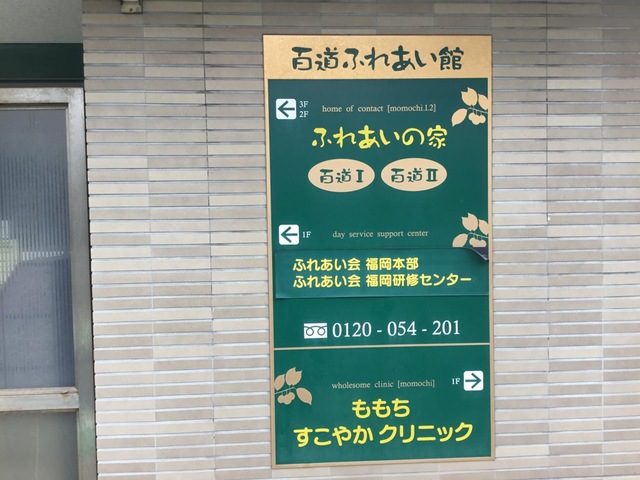 百道ふれあい館
3F
2F
home of contact [momochi.1.2]
ふれあいの家
百道Ⅰ 百道Ⅱ
1F
day service support center
ふれあい会 福岡本部
ふれあい会 福岡研修センター
0120 - 054 - 201
wholesome clinic [momochi]
1F
ももち
すこやか クリニック